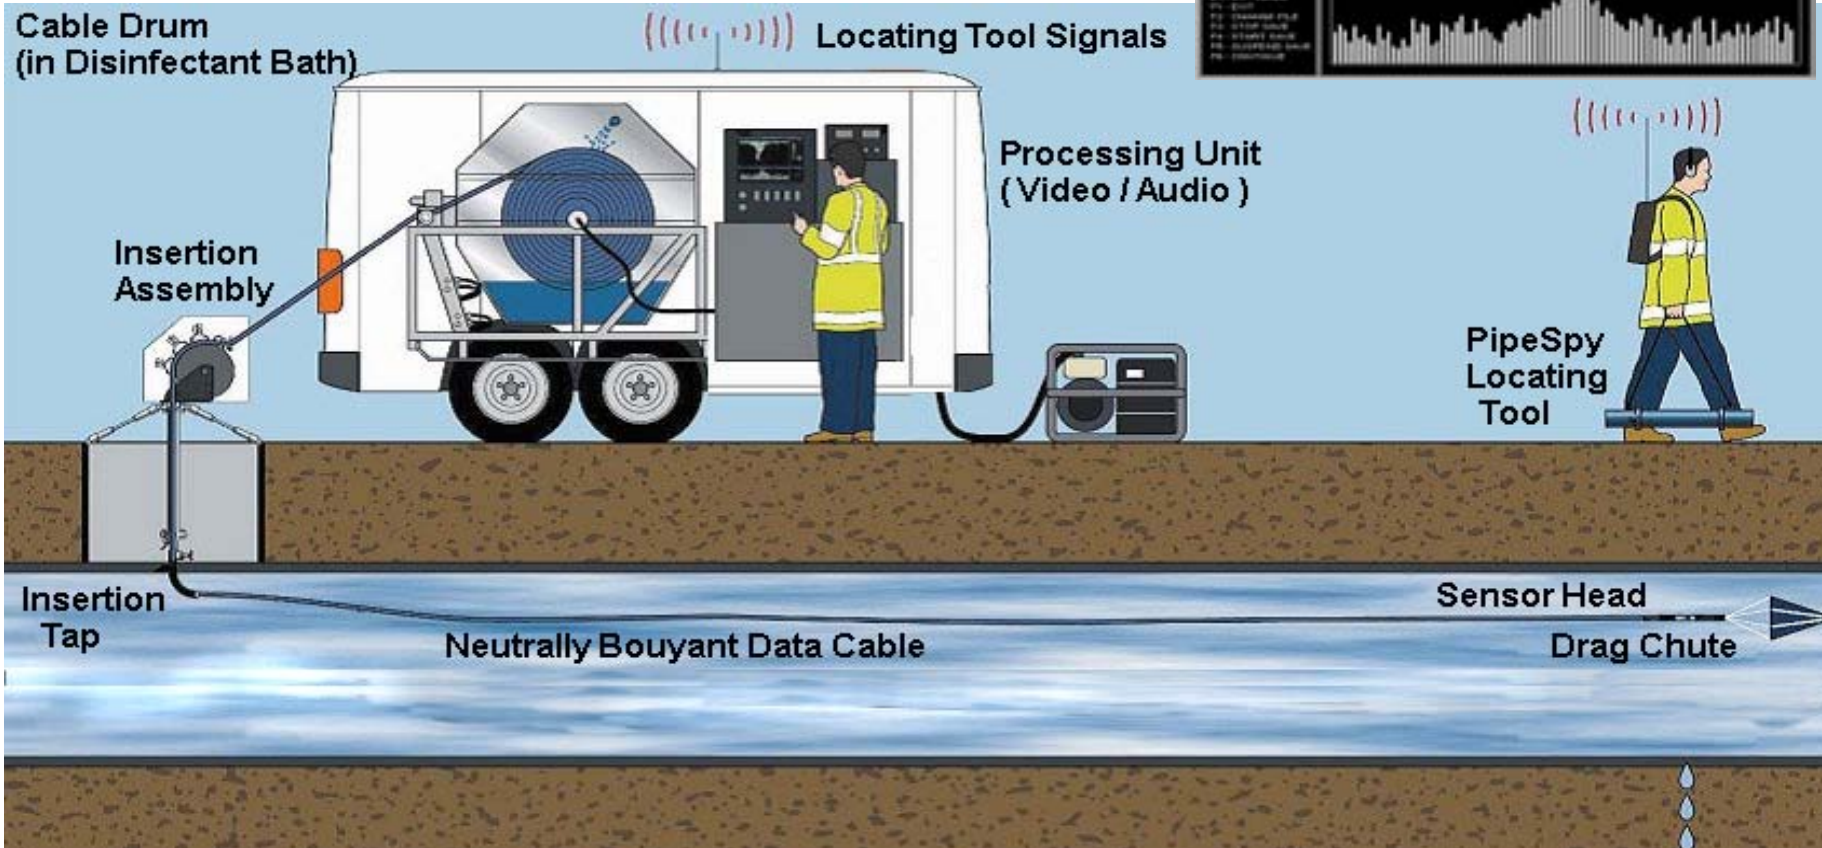 Cable Drum
(in Disinfectant Bath)
Locating Tool Signals
Processing Unit
( Video / Audio )
Insertion
Assembly
PipeSpy
Locating
Tool
Insertion
Tap
Neutrally Bouyant Data Cable
Sensor Head
Drag Chute